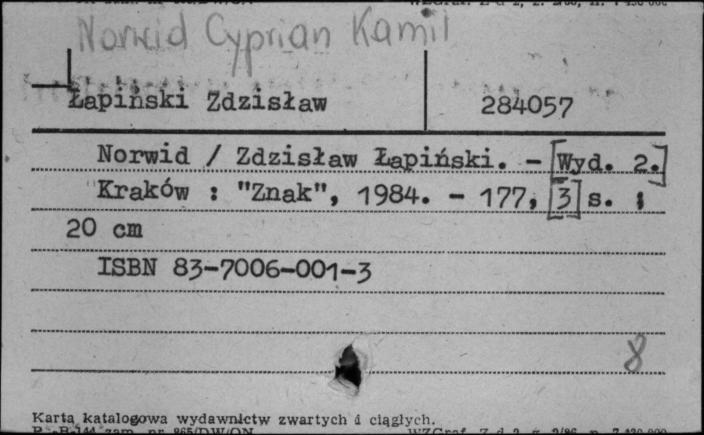 Norwid Cyprian Kamil
Łapiński Zdzisław 284057
Norwid / Zdzisław Łapiński. - [Wyd. 2.]
Kraków : "Znak", 1984. - 177, [3] s. ;
20 cm
ISBN 83-7006-001-3
8
Karta katalogowa wydawnictw zwartych i ciągłych.